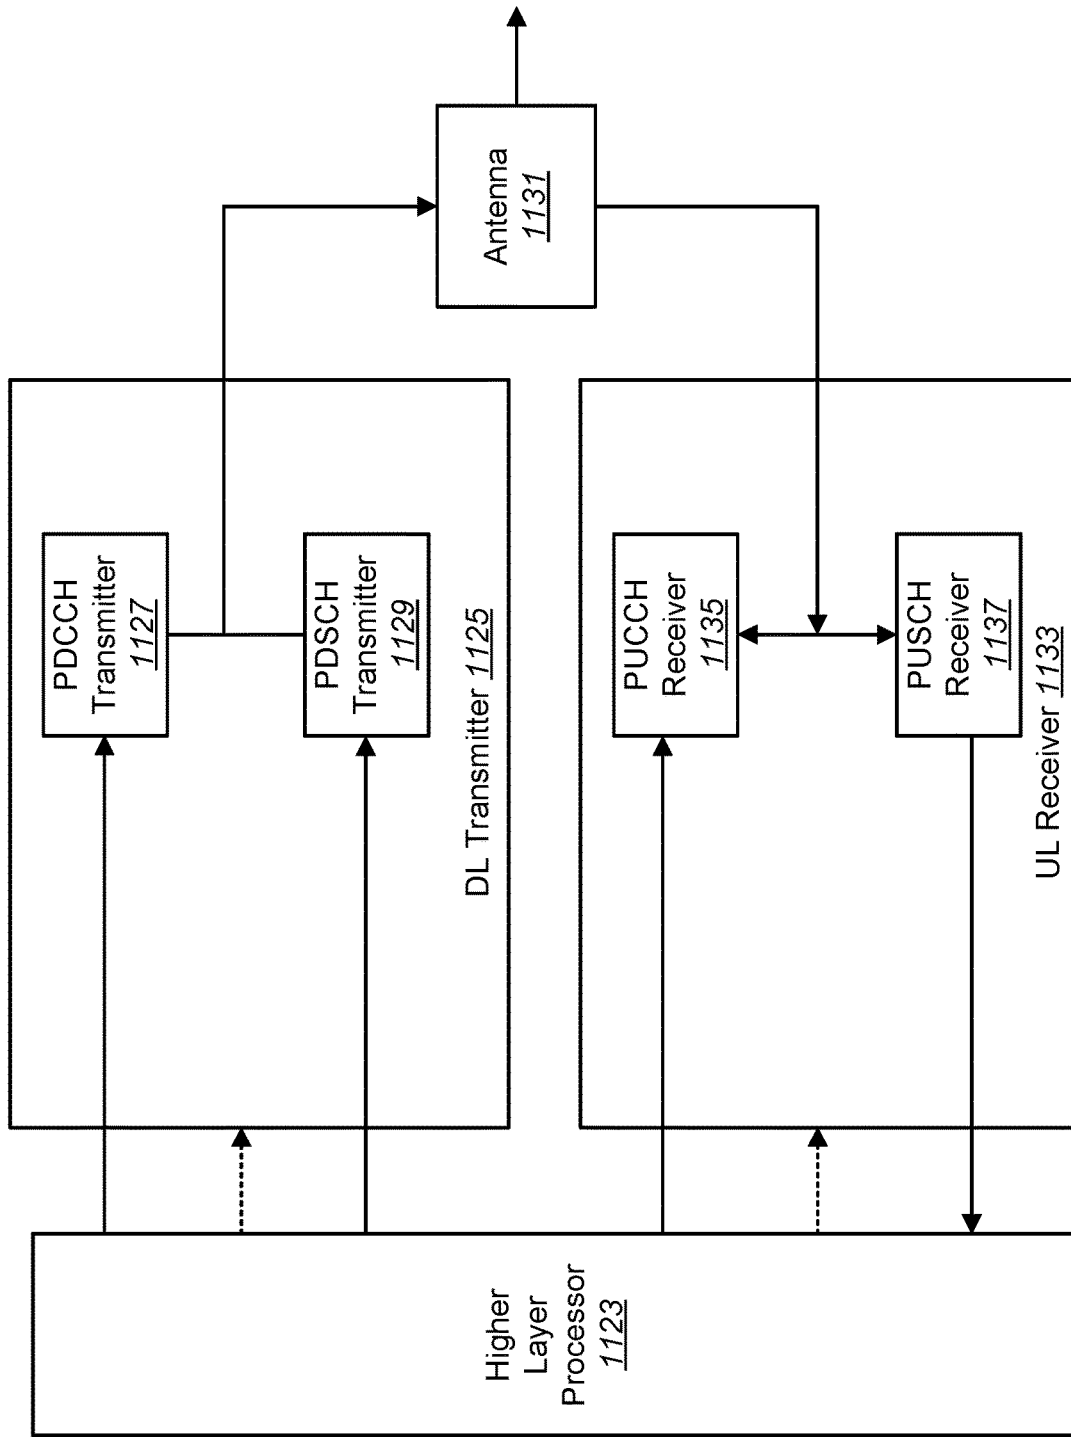 Higher
Layer
Processor
1123
DL Transmitter 1125
PDCCH
Transmitter
1127
PDSCH
Transmitter
1129
Antenna
1131
UL Receiver 1133
PUCCH
Receiver
1135
PUSCH
Receiver
1137